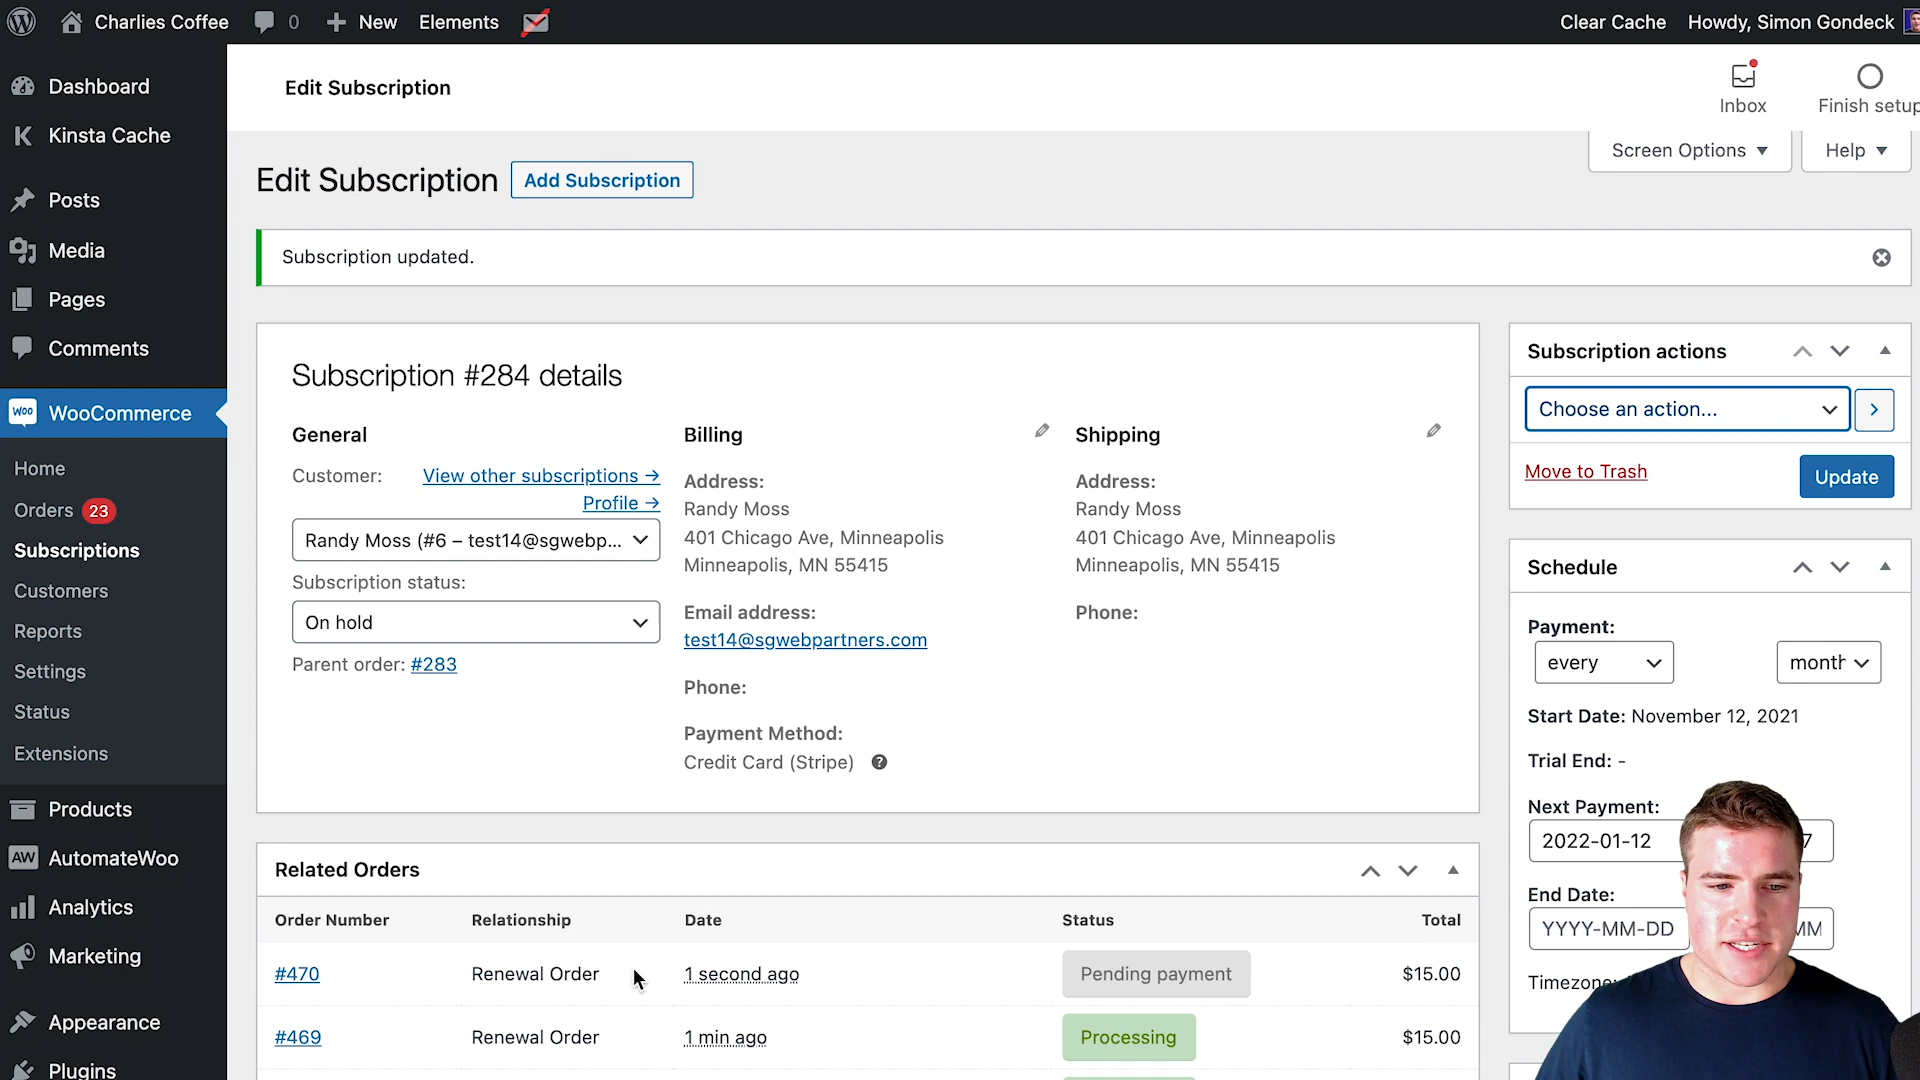 Charlies Coffee 0 New Elements Clear Cache Howdy, Simon Gondeck
Dashboard
Kinsta Cache
Posts
Media
Pages
Comments
woo WooCommerce
Home
Orders 23
Subscriptions
Customers
Reports
Settings
Status
Extensions
Products
AW AutomateWoo
Analytics
Marketing
Appearance
Plugins
Edit Subscription
Inbox
Finish setup
Screen Options
Help
Edit Subscription Add Subscription
Subscription updated.
Subscription #284 details
General
Customer: View other subscriptions →
Profile →
Randy Moss (#6 – test14@sgwebp...
Subscription status:
On hold
Parent order: #283
Billing
Address:
Randy Moss
401 Chicago Ave, Minneapolis
Minneapolis, MN 55415
Email address:
test14@sgwebpartners.com
Phone:
Payment Method:
Credit Card (Stripe) ?
Shipping
Address:
Randy Moss
401 Chicago Ave, Minneapolis
Minneapolis, MN 55415
Phone:
Related Orders
Order Number Relationship Date Status Total
#470 Renewal Order 1 second ago Pending payment $15.00
#469 Renewal Order 1 min ago Processing $15.00
Subscription actions
Choose an action...
Move to Trash Update
Schedule
Payment:
every month
Start Date: November 12, 2021
Trial End: -
Next Payment:
2022-01-12 7
End Date:
YYYY-MM-DD MM